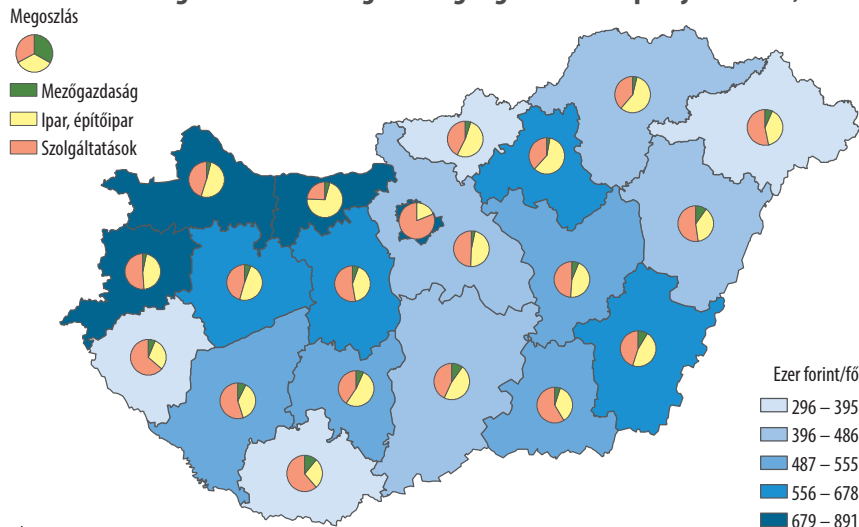 Megoszlás
Mezőgazdaság
Ipar, építőipar
Szolgáltatások
Ezer forint/fő
296 – 395
396 – 486
487 – 555
556 – 678
679 – 891